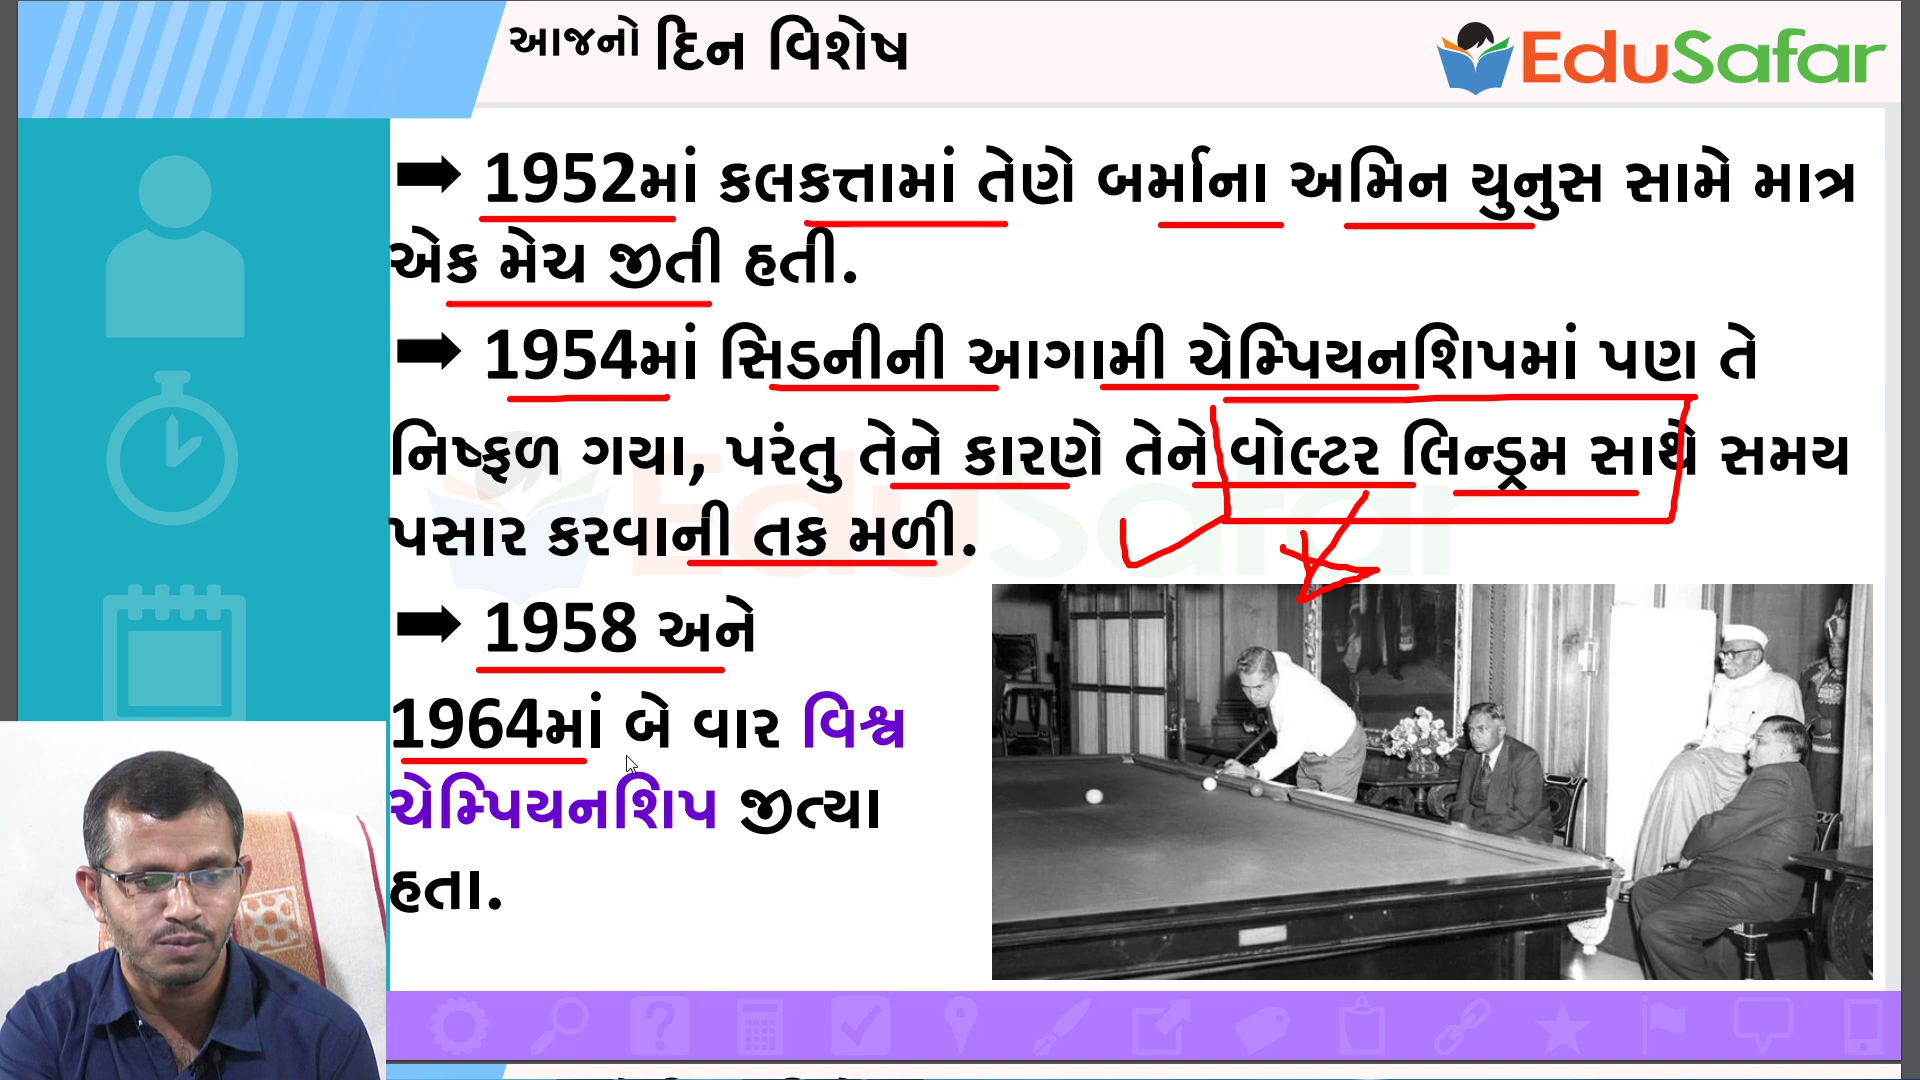 આજનો દિન વિશેષ
EduSafar
➡ 1952માં કલકત્તામાં તેણે બર્માના અમિન યુનુસ સામે માત્ર
એક મેચ જીતી હતી.
➡ 1954માં સિડનીની આગામી ચેમ્પિયનશિપમાં પણ તે
નિષ્ફળ ગયા, પરંતુ તેને કારણે તેને વોલ્ટર લિન્ડ્રમ સાથે સમય
પસાર કરવાની તક મળી.
➡ 1958 અને
1964માં બે વાર વિશ્વ
ચેમ્પિયનશિપ જીત્યા
હતા.
EduSafar